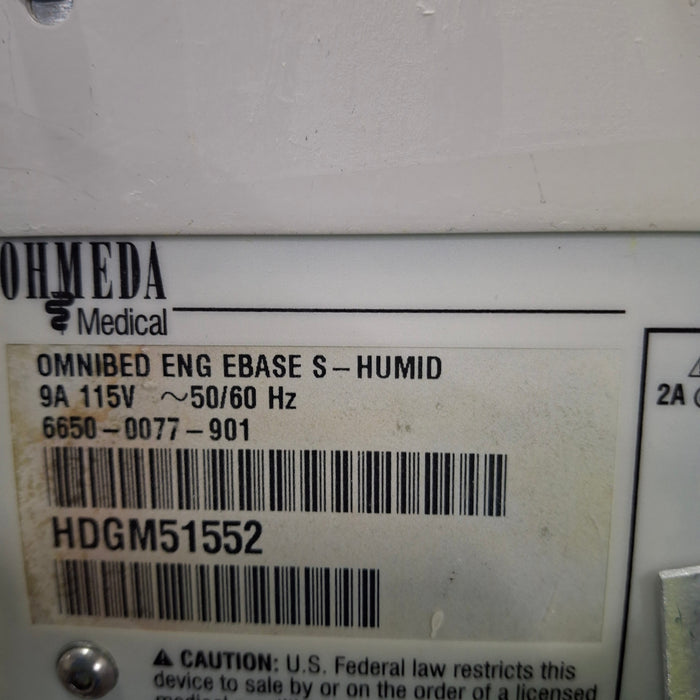 OHMEDA
Medical
OMNIBED ENG EBASE S-HUMID
9A 115V ~50/60 Hz
6650-0077-901
HDGM51552
2A
⚠ CAUTION: U.S. Federal law restricts this
device to sale by or on the order of a licensed